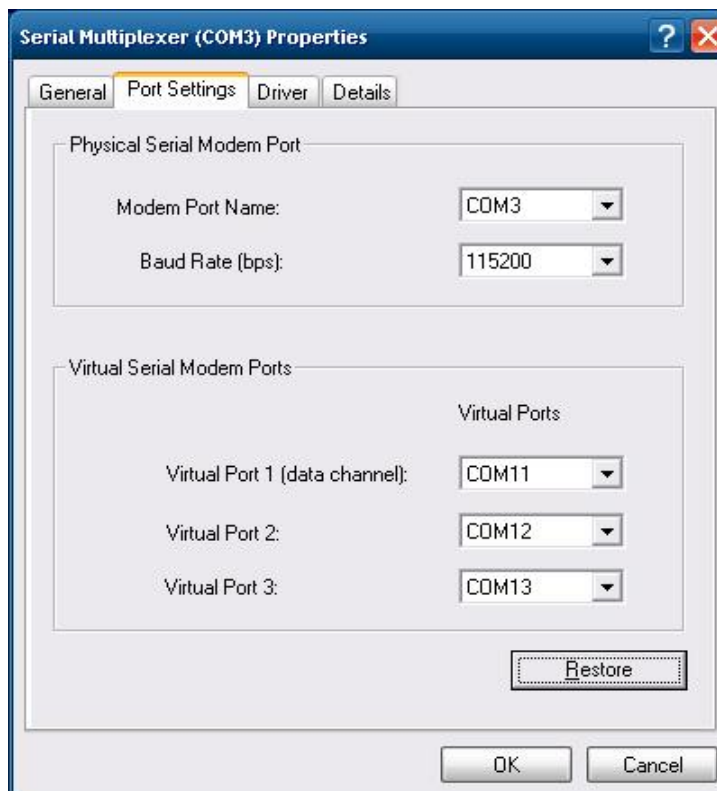 Serial Multiplexer (COM3) Properties
General Port Settings Driver Details
Physical Serial Modem Port
Modem Port Name: COM3
Baud Rate (bps): 115200
Virtual Serial Modem Ports
Virtual Ports
Virtual Port 1 (data channel): COM11
Virtual Port 2: COM12
Virtual Port 3: COM13
Restore
OK Cancel